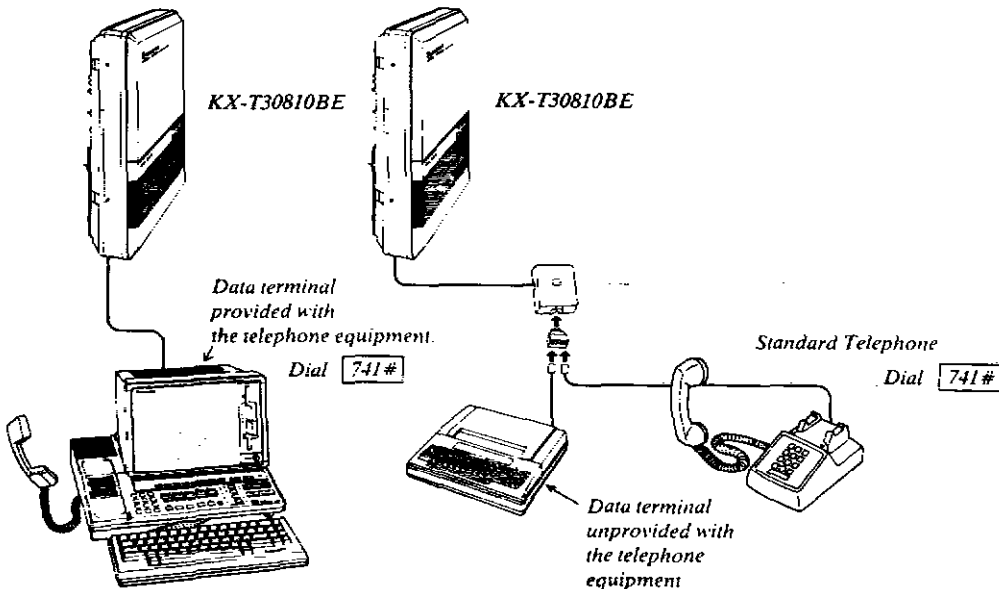 KX-T30810BE
KX-T30810BE
Data terminal
provided with
the telephone equipment.
Dial 741#
Standard Telephone
Dial 741#
Data terminal
unprovided with
the telephone
equipment